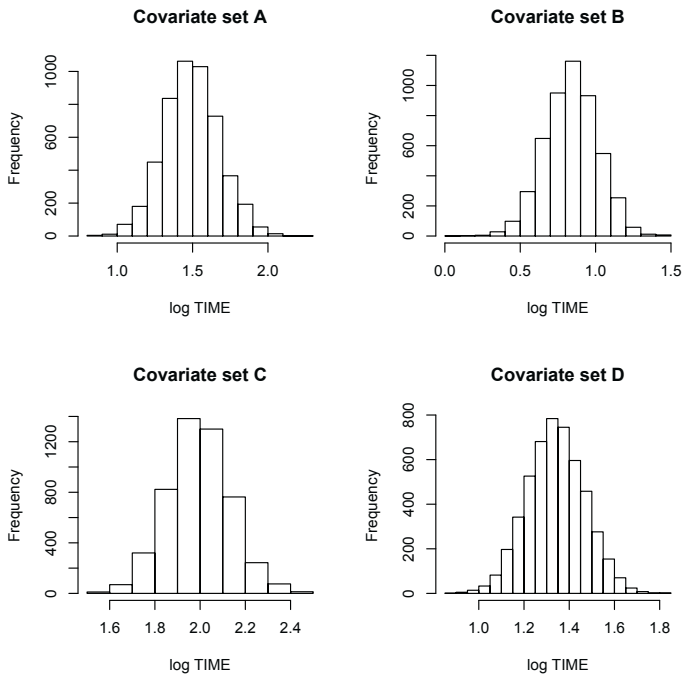 Covariate set A
Frequency
200
600
1000
1.0
1.5
2.0
log TIME
Covariate set B
Frequency
200
600
1000
0
0.0
0.5
1.0
1.5
log TIME
Covariate set C
Frequency
0
400
800
1200
1.6
1.8
2.0
2.2
2.4
log TIME
Covariate set D
Frequency
0
200
400
600
800
1.0
1.2
1.4
1.6
1.8
log TIME